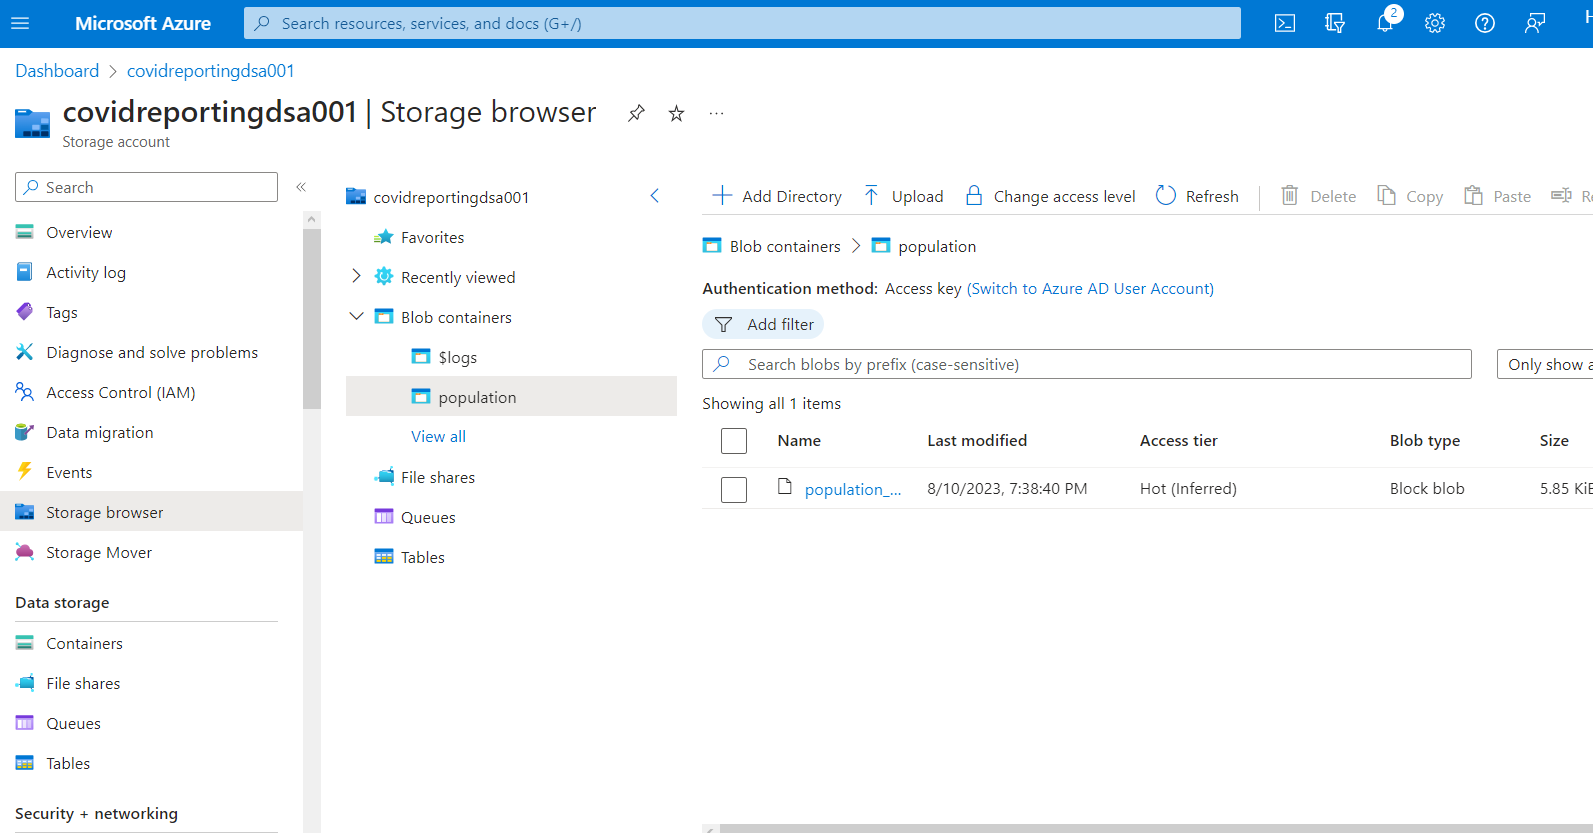 Microsoft Azure
Search resources, services, and docs (G+/)
2
H
Dashboard
covidreportingdsa001
covidreportingdsa001 | Storage browser
...
Storage account
Search
«
Overview
Activity log
Tags
Diagnose and solve problems
Access Control (IAM)
Data migration
Events
Storage browser
Storage Mover
Data storage
Containers
File shares
Queues
Tables
Security + networking
covidreportingdsa001
Favorites
Recently viewed
Blob containers
$logs
population
View all
File shares
Queues
Tables
Add Directory Upload Change access level Refresh Delete Copy Paste Re
Blob containers population
Authentication method: Access key (Switch to Azure AD User Account)
Add filter
Search blobs by prefix (case-sensitive)
Only show a
Showing all 1 items
Name Last modified Access tier Blob type Size
population_... 8/10/2023, 7:38:40 PM Hot (Inferred) Block blob 5.85 KiB